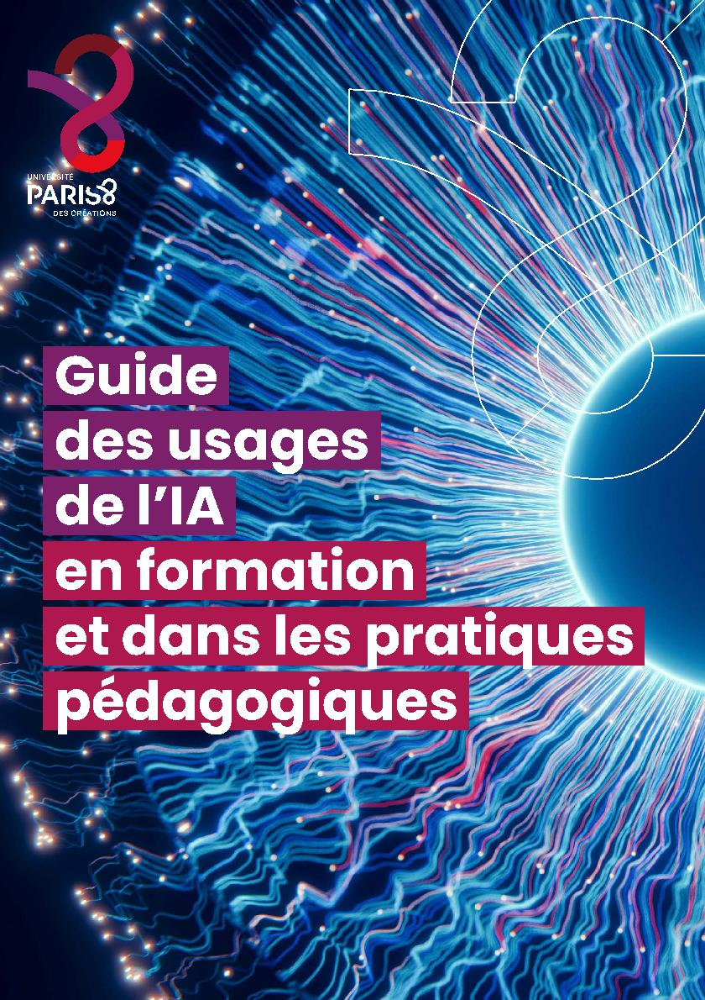 UNIVERSITÉ
PARIS8
DES CRÉATIONS
Guide
des usages
de l’IA
en formation
et dans les pratiques
pédagogiques